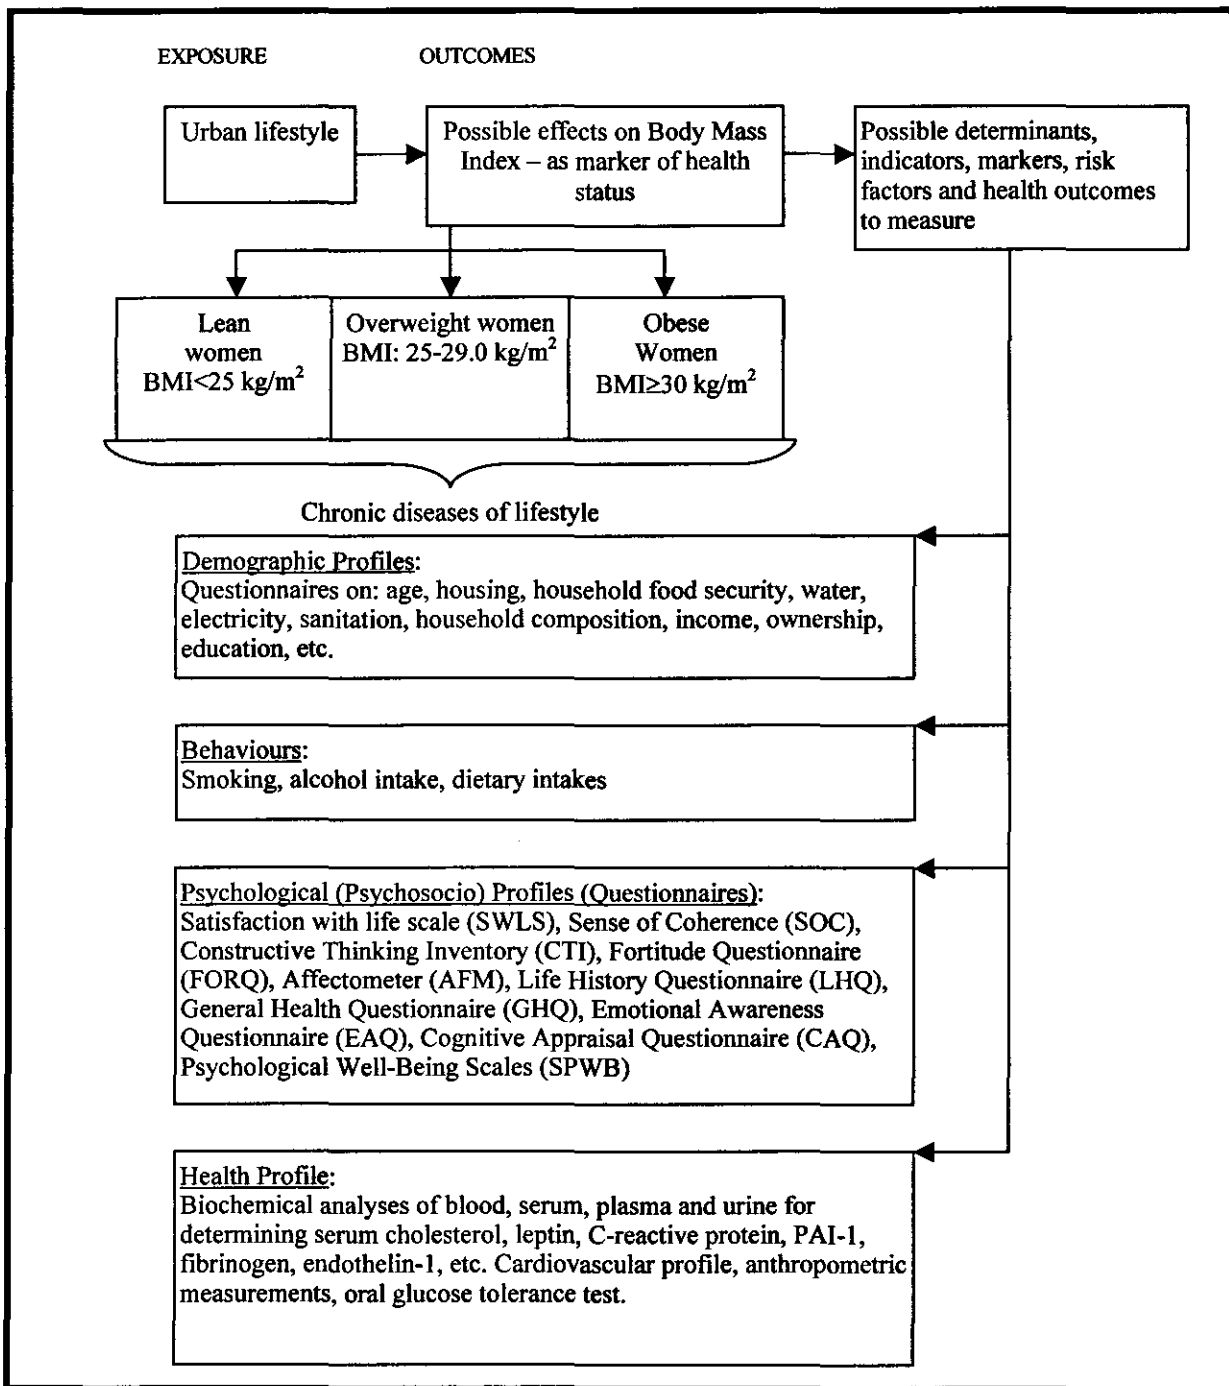 EXPOSURE OUTCOMES
Urban lifestyle
Possible effects on Body Mass
Index – as marker of health
status
Possible determinants,
indicators, markers, risk
factors and health outcomes
to measure
Lean
women
BMI<25 kg/m²
Overweight women
BMI: 25-29.0 kg/m²
Obese
Women
BMI≥30 kg/m²
Chronic diseases of lifestyle
Demographic Profiles:
Questionnaires on: age, housing, household food security, water,
electricity, sanitation, household composition, income, ownership,
education, etc.
Behaviours:
Smoking, alcohol intake, dietary intakes
Psychological (Psychosocio) Profiles (Questionnaires):
Satisfaction with life scale (SWLS), Sense of Coherence (SOC),
Constructive Thinking Inventory (CTI), Fortitude Questionnaire
(FORQ), Affectometer (AFM), Life History Questionnaire (LHQ),
General Health Questionnaire (GHQ), Emotional Awareness
Questionnaire (EAQ), Cognitive Appraisal Questionnaire (CAQ),
Psychological Well-Being Scales (SPWB)
Health Profile:
Biochemical analyses of blood, serum, plasma and urine for
determining serum cholesterol, leptin, C-reactive protein, PAI-1,
fibrinogen, endothelin-1, etc. Cardiovascular profile, anthropometric
measurements, oral glucose tolerance test.